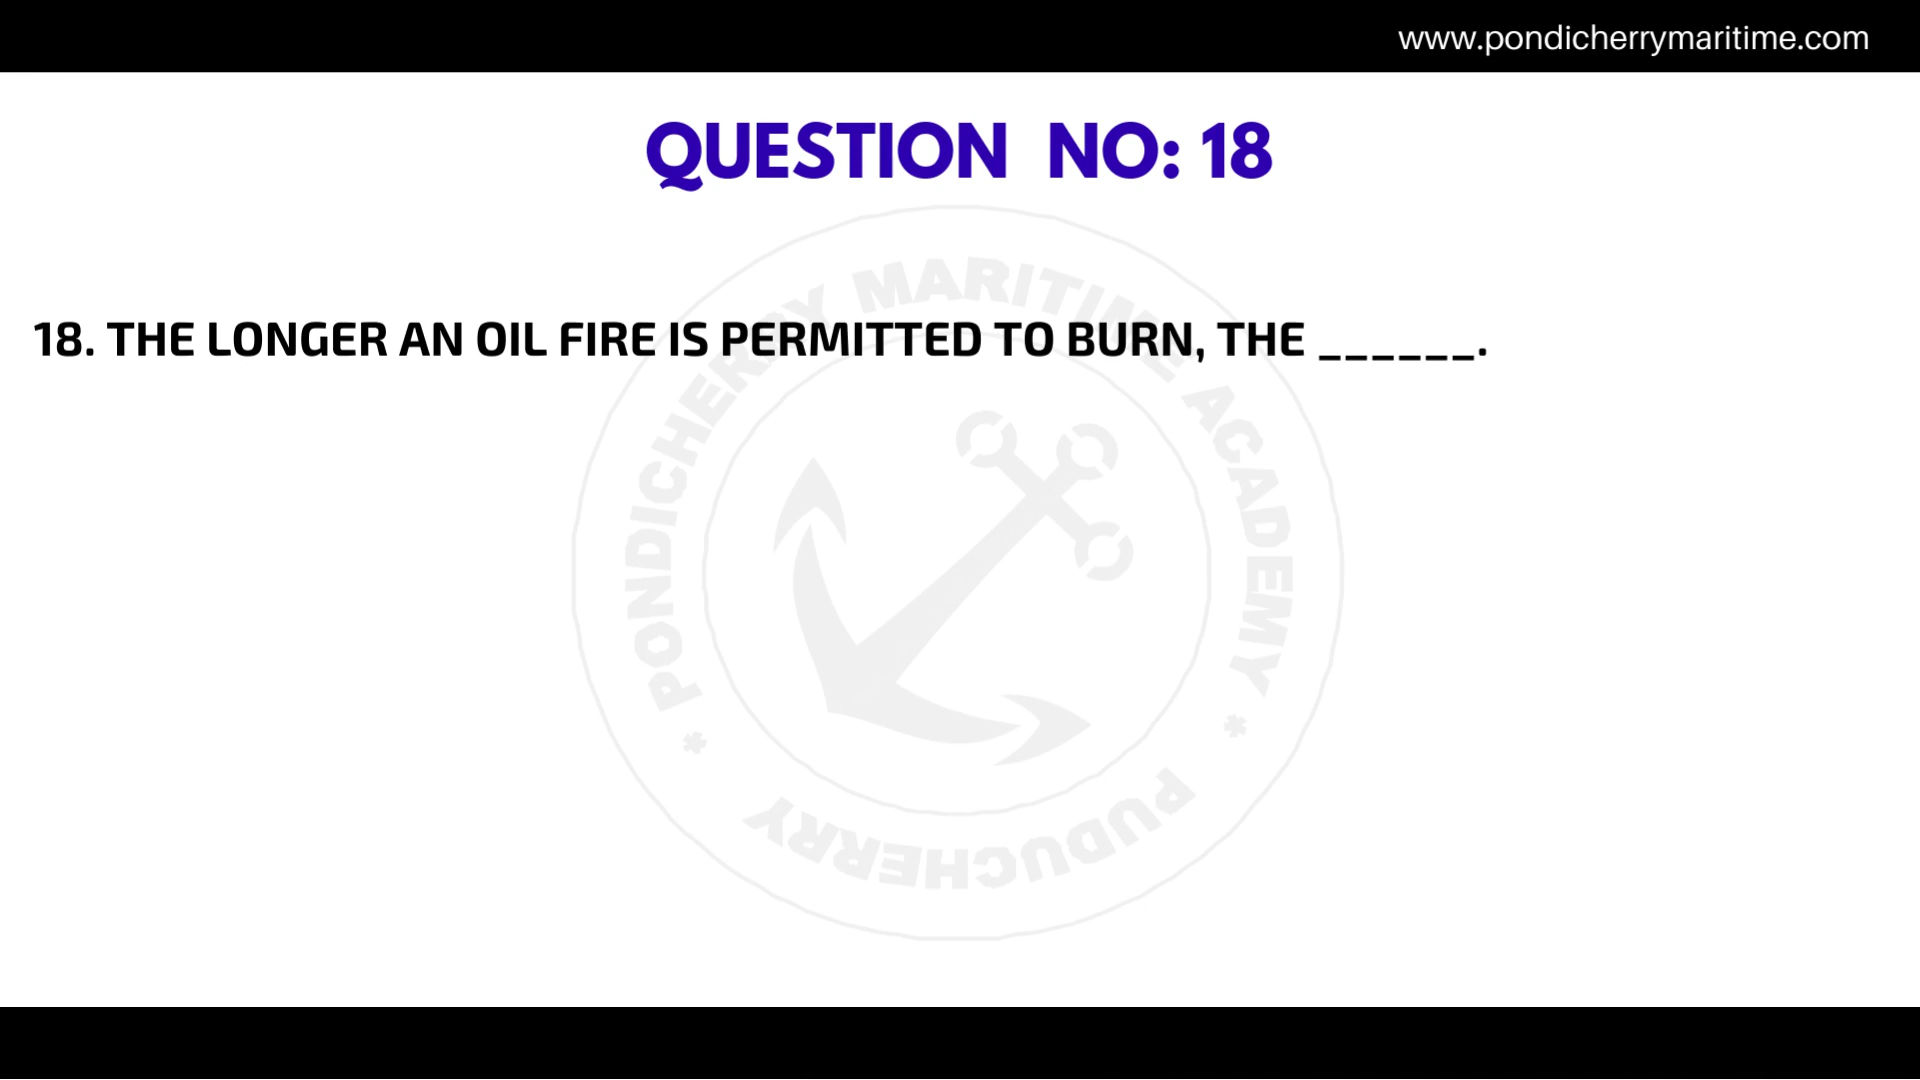 www.pondicherrymaritime.com
QUESTION NO: 18
18. THE LONGER AN OIL FIRE IS PERMITTED TO BURN, THE ______.
* PONDICHERRY MARITIME ACADEMY *
PUDUCHERRY